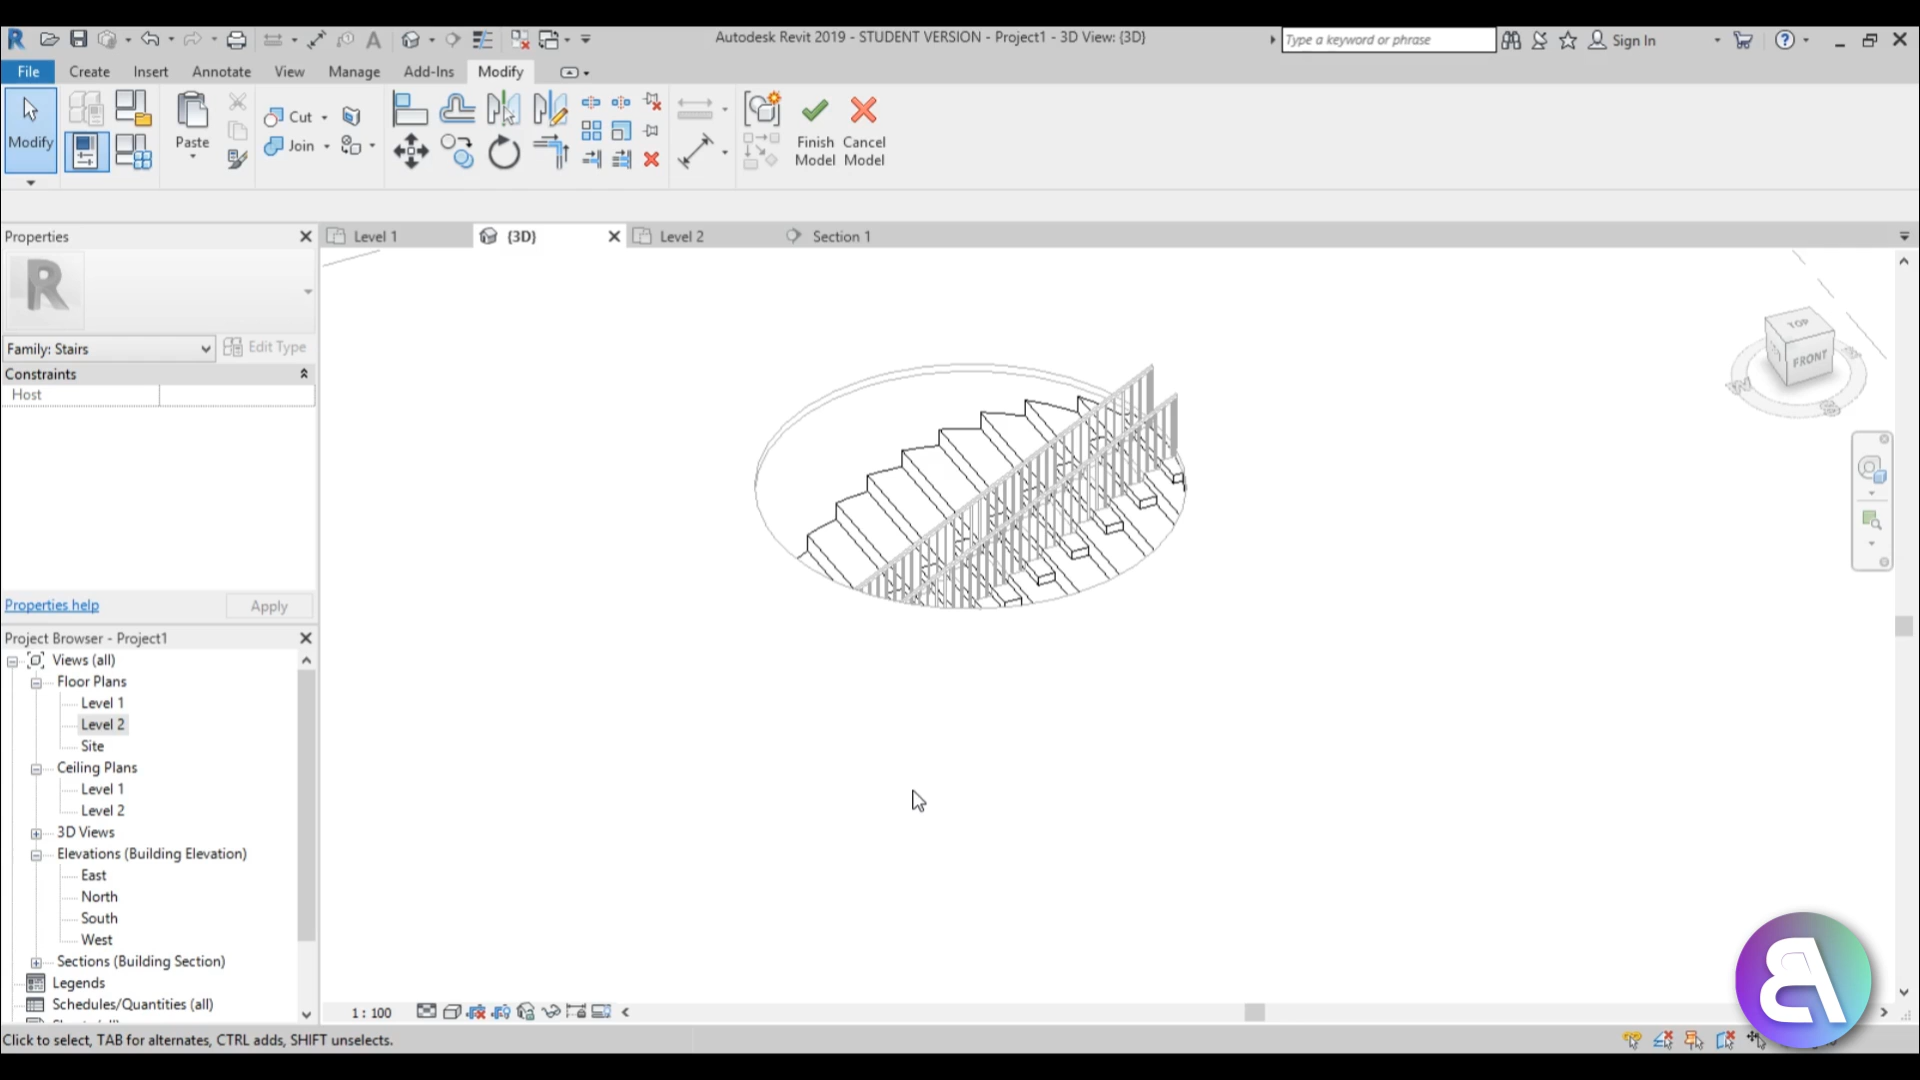 Autodesk Revit 2019 - STUDENT VERSION - Project1 - 3D View: {3D}
Type a keyword or phrase
Sign In
File
Create
Insert
Annotate
View
Manage
Add-Ins
Modify
Modify
Paste
Cut
Join
Finish Model
Cancel Model
Properties
Level 1
{3D}
Level 2
Section 1
R
Family: Stairs
Edit Type
Constraints
Host
TOP
FRONT
Properties help
Apply
Project Browser - Project1
Views (all)
Floor Plans
Level 1
Level 2
Site
Ceiling Plans
Level 1
Level 2
3D Views
Elevations (Building Elevation)
East
North
South
West
Sections (Building Section)
Legends
Schedules/Quantities (all)
1 : 100
Click to select, TAB for alternates, CTRL adds, SHIFT unselects.